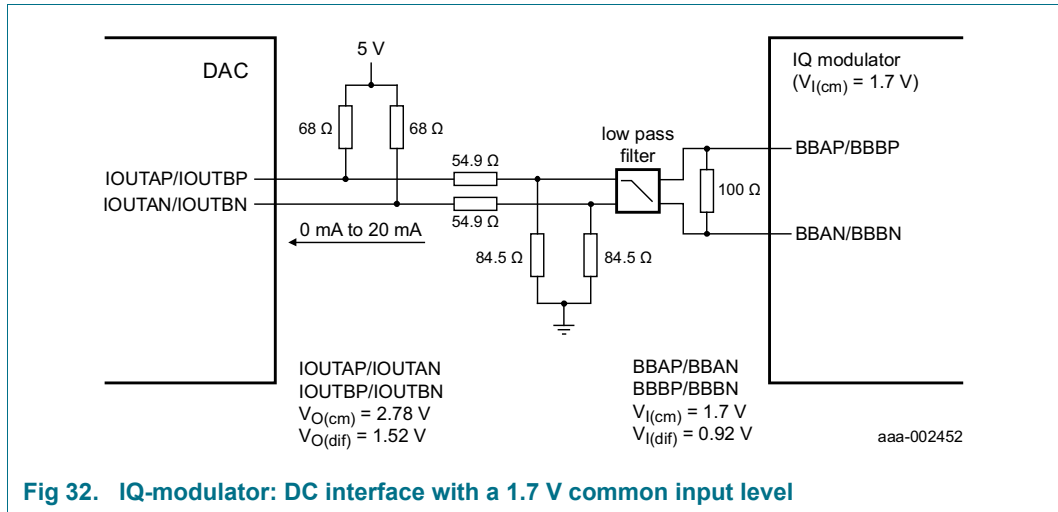 5 V
DAC
IQ modulator
(VI(cm) = 1.7 V)
68 Ω
68 Ω
low pass
filter
54.9 Ω
BBAP/BBBP
IOUTAP/IOUTBP
100 Ω
IOUTAN/IOUTBN
54.9 Ω
0 mA to 20 mA
BBAN/BBBN
84.5 Ω
84.5 Ω
IOUTAP/IOUTAN
IOUTBP/IOUTBN
VO(cm) = 2.78 V
VO(dif) = 1.52 V
BBAP/BBAN
BBBP/BBBN
VI(cm) = 1.7 V
VI(dif) = 0.92 V
aaa-002452
Fig 32. IQ-modulator: DC interface with a 1.7 V common input level